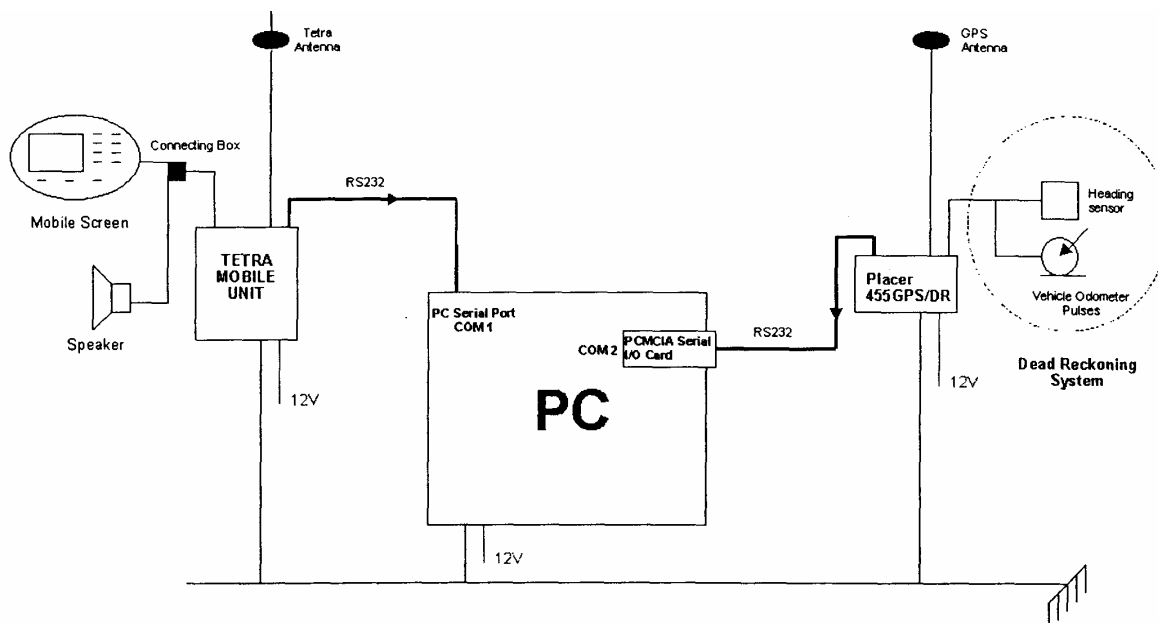 Tetra
Antenna
GPS
Antenna
Connecting Box
RS232
Mobile Screen
Heading
sensor
TETRA
MOBILE
UNIT
Placer
455GPS/DR
Vehicle Odometer
Pulses
Speaker
PC Serial Port
COM1
COM2
PCMCIA Serial
I/O Card
RS232
Dead Reckoning
System
12V
12V
PC
12V